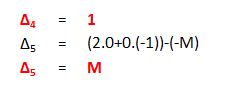 Δ₄ = 1
Δ₅ = (2.0+0.(-1))-(-M)
Δ₅ = M